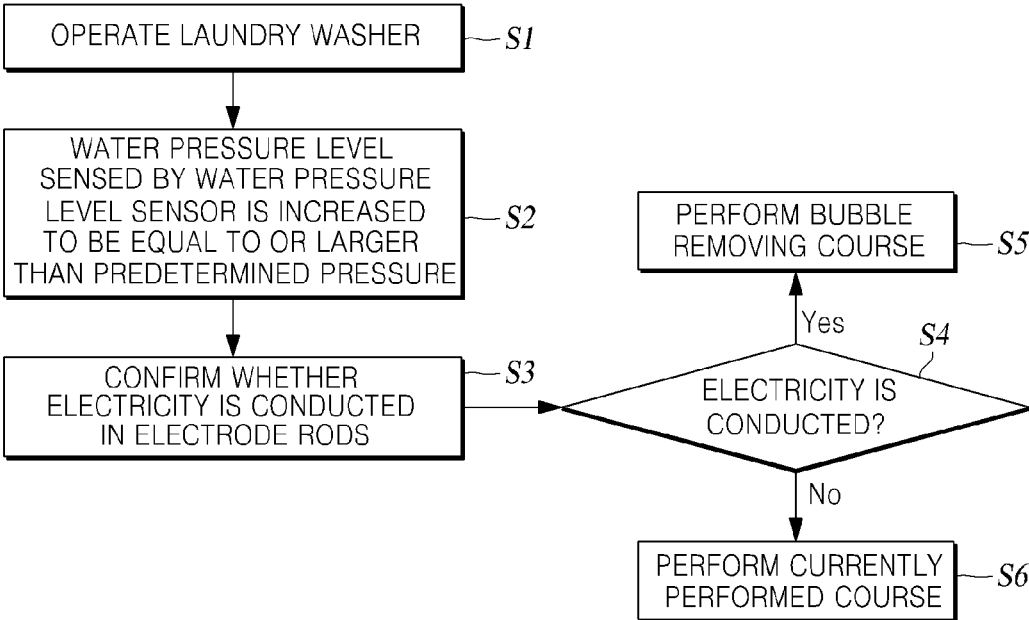 OPERATE LAUNDRY WASHER
S1
WATER PRESSURE LEVEL
SENSED BY WATER PRESSURE
LEVEL SENSOR IS INCREASED
TO BE EQUAL TO OR LARGER
THAN PREDETERMINED PRESSURE
S2
CONFIRM WHETHER
ELECTRICITY IS CONDUCTED
IN ELECTRODE RODS
S3
ELECTRICITY IS
CONDUCTED?
S4
Yes
PERFORM BUBBLE
REMOVING COURSE
S5
No
PERFORM CURRENTLY
PERFORMED COURSE
S6